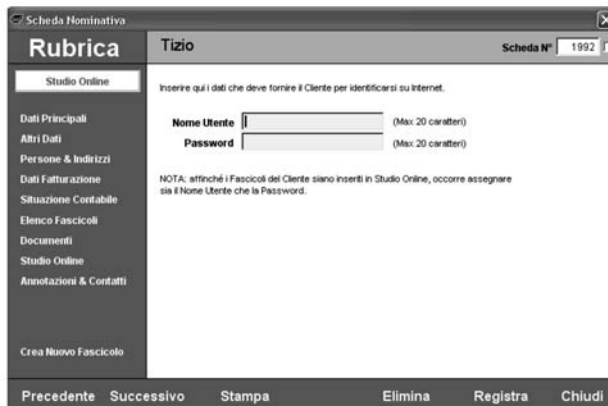 Scheda Nominativa
Rubrica
Tizio
Scheda N° 1992
Studio Online
Inserire qui i dati che deve fornire il Cliente per identificarsi su Internet.
Nome Utente (Max 20 caratteri)
Password (Max 20 caratteri)
NOTA: affinché i Fascicoli del Cliente siano inseriti in Studio Online, occorre assegnare
sia il Nome Utente che la Password.
Dati Principali
Altri Dati
Persone & Indirizzi
Dati Fatturazione
Situazione Contabile
Elenco Fascicoli
Documenti
Studio Online
Annotazioni & Contatti
Crea Nuovo Fascicolo
Precedente Successivo Stampa Elimina Registra Chiudi